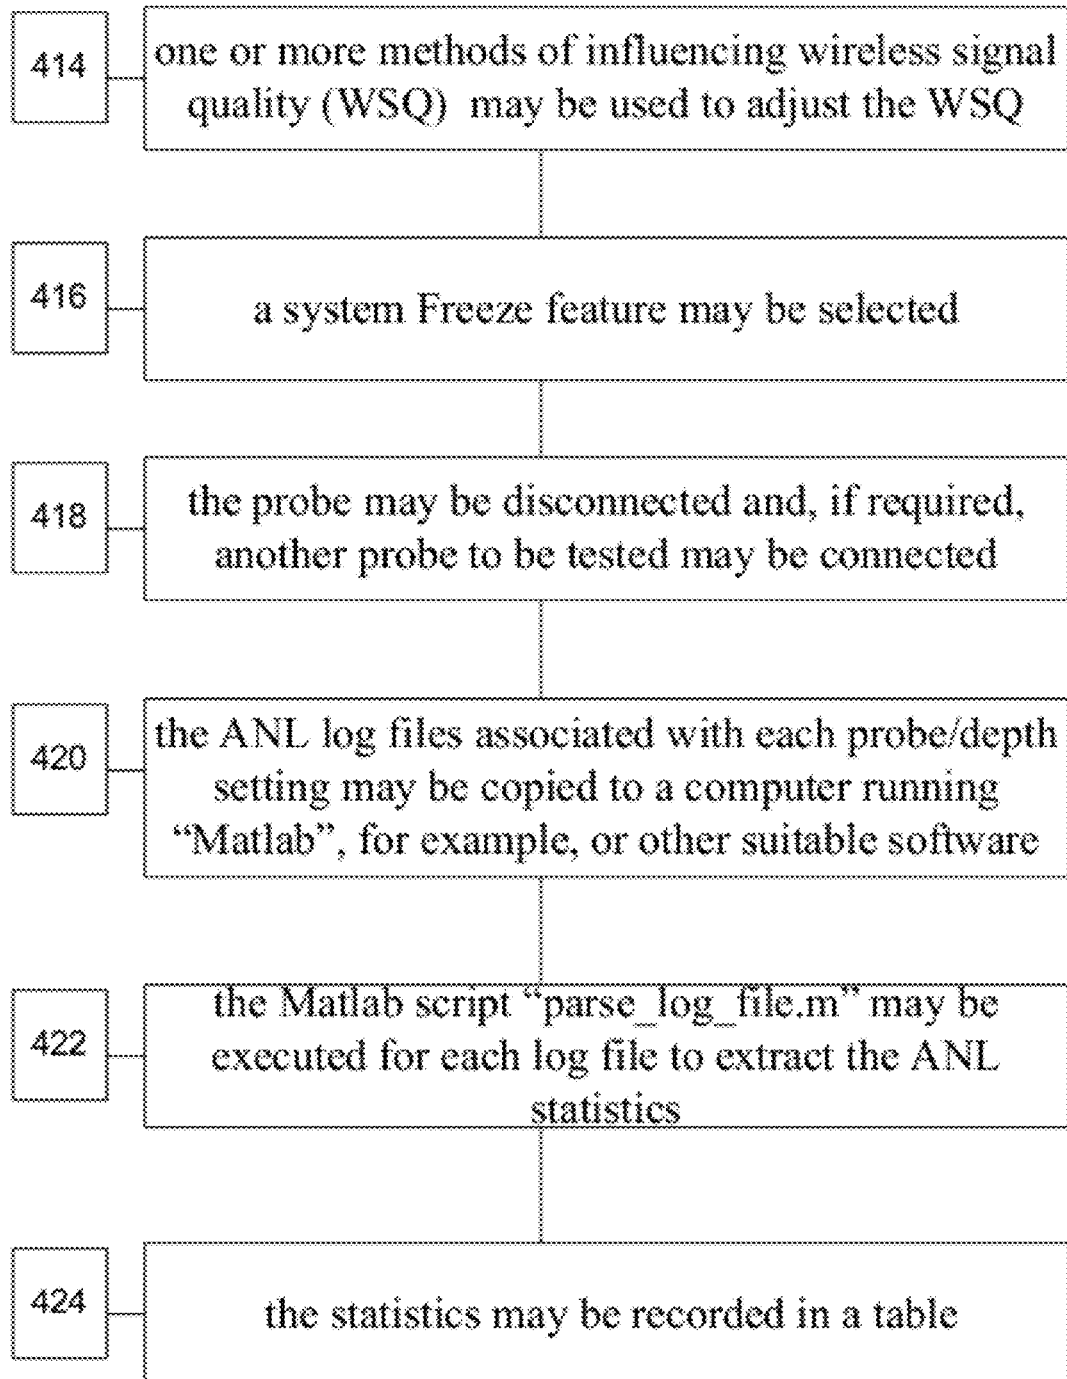 414
one or more methods of influencing wireless signal
quality (WSQ) may be used to adjust the WSQ
416
a system Freeze feature may be selected
418
the probe may be disconnected and, if required,
another probe to be tested may be connected
420
the ANL log files associated with each probe/depth
setting may be copied to a computer running
“Matlab”, for example, or other suitable software
422
the Matlab script “parse_log_file.m” may be
executed for each log file to extract the ANL
statistics
424
the statistics may be recorded in a table